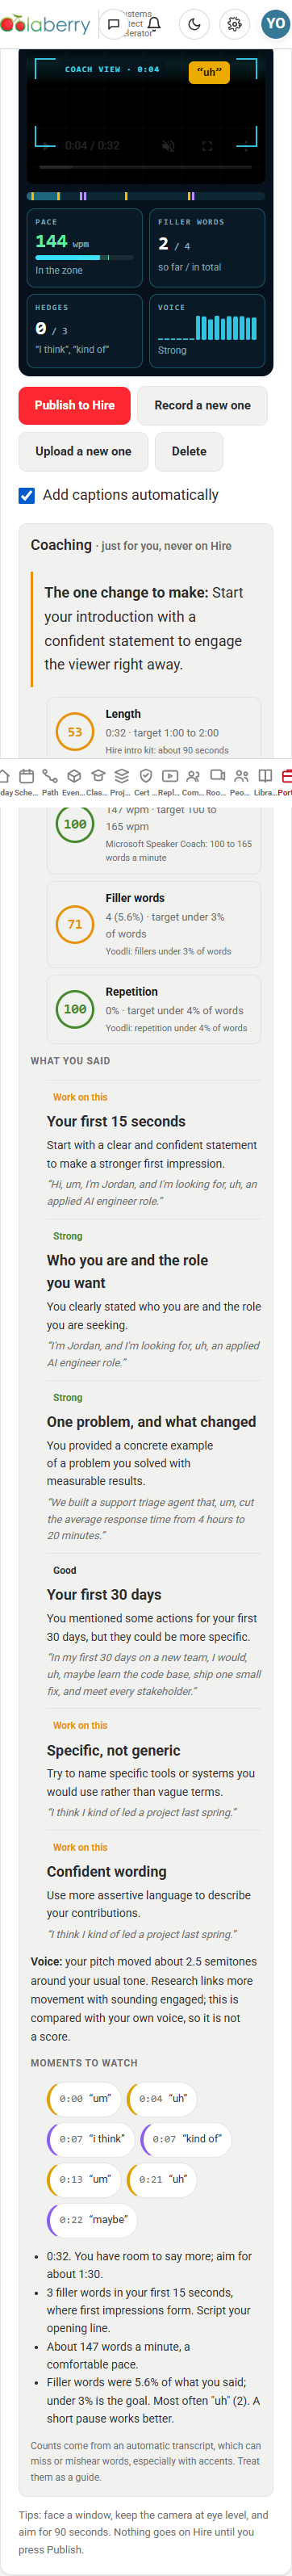 olaberry
ystems
tect
elerator
YO
COACH VIEW · 0:04
“uh”
0:04 / 0:32
PACE
144 wpm
In the zone
FILLER WORDS
2 / 4
so far / in total
HEDGES
0 / 3
“I think”, “kind of”
VOICE
Strong
Publish to Hire
Record a new one
Upload a new one
Delete
Add captions automatically
Coaching · just for you, never on Hire
The one change to make: Start
your introduction with a
confident statement to engage
the viewer right away.
53
Length
0:32 · target 1:00 to 2:00
Hire intro kit: about 90 seconds
day Sche... Path Even... Clas... Proj... Cert ... Repl... Com... Roo... Peo... Libra... Port
100
147 wpm · target 100 to
165 wpm
Microsoft Speaker Coach: 100 to 165
words a minute
71
Filler words
4 (5.6%) · target under 3%
of words
Yoodli: fillers under 3% of words
100
Repetition
0% · target under 4% of words
Yoodli: repetition under 4% of words
WHAT YOU SAID
Work on this
Your first 15 seconds
Start with a clear and confident statement
to make a stronger first impression.
“Hi, um, I'm Jordan, and I'm looking for, uh, an
applied AI engineer role.”
Strong
Who you are and the role
you want
You clearly stated who you are and the role
you are seeking.
“I'm Jordan, and I'm looking for, uh, an applied
AI engineer role.”
Strong
One problem, and what changed
You provided a concrete example
of a problem you solved with
measurable results.
“We built a support triage agent that, um, cut
the average response time from 4 hours to
20 minutes.”
Good
Your first 30 days
You mentioned some actions for your first
30 days, but they could be more specific.
“In my first 30 days on a new team, I would,
uh, maybe learn the code base, ship one small
fix, and meet every stakeholder.”
Work on this
Specific, not generic
Try to name specific tools or systems you
would use rather than vague terms.
“I think I kind of led a project last spring.”
Work on this
Confident wording
Use more assertive language to describe
your contributions.
“I think I kind of led a project last spring.”
Voice: your pitch moved about 2.5 semitones
around your usual tone. Research links more
movement with sounding engaged; this is
compared with your own voice, so it is not
a score.
MOMENTS TO WATCH
0:00 “um”
0:04 “uh”
0:07 “i think”
0:07 “kind of”
0:13 “um”
0:21 “uh”
0:22 “maybe”
• 0:32. You have room to say more; aim for
about 1:30.
• 3 filler words in your first 15 seconds,
where first impressions form. Script your
opening line.
• About 147 words a minute, a
comfortable pace.
• Filler words were 5.6% of what you said;
under 3% is the goal. Most often "uh" (2). A
short pause works better.
Counts come from an automatic transcript, which can
miss or mishear words, especially with accents. Treat
them as a guide.
Tips: face a window, keep the camera at eye level, and
aim for 90 seconds. Nothing goes on Hire until you
press Publish.